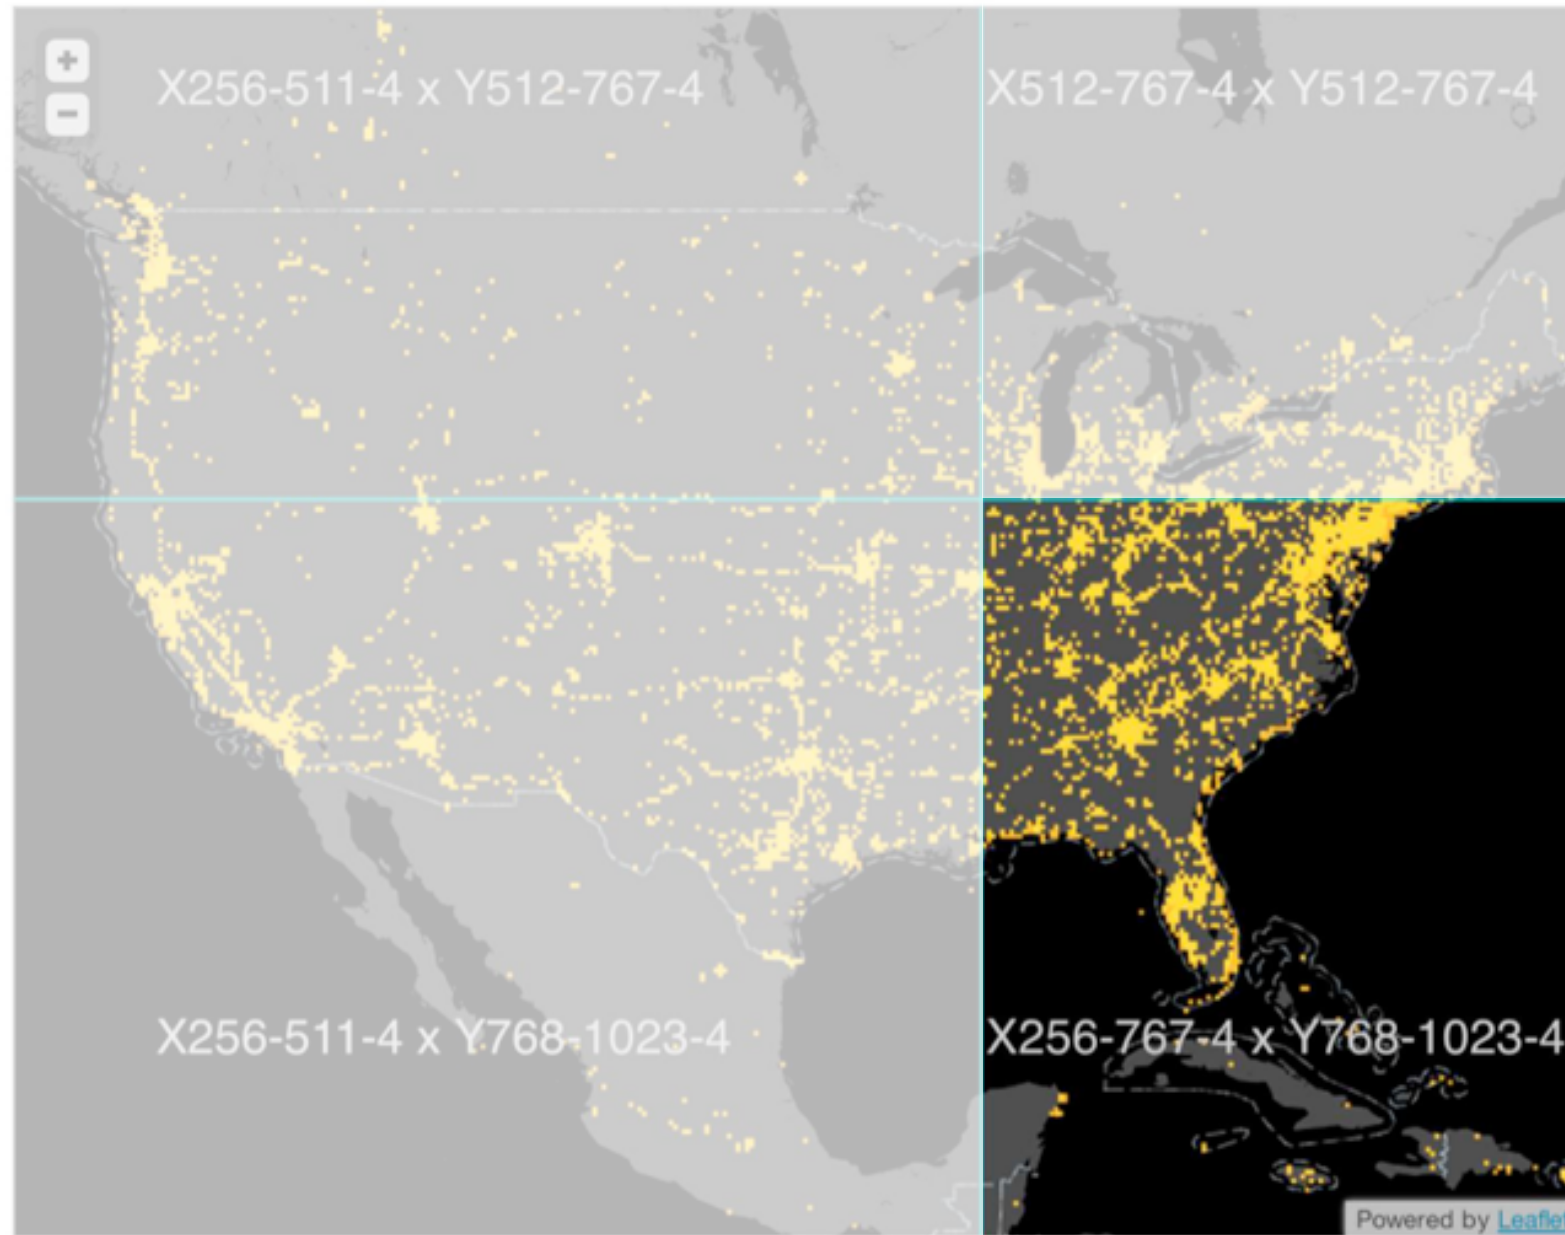 +
X256-511-4 x Y512-767-4
X512-767-4 x Y512-767-4
−
X256-511-4 x Y768-1023-4
X256-767-4 x Y768-1023-4
Powered by Leaflet